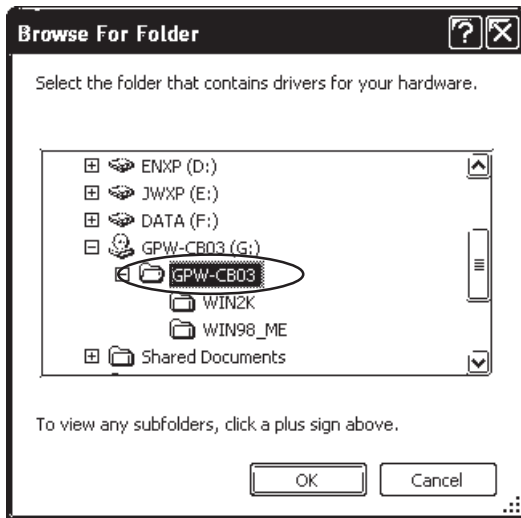 Browse For Folder
Select the folder that contains drivers for your hardware.
ENXP (D:)
JWXP (E:)
DATA (F:)
GPW-CB03 (G:)
GPW-CB03
WIN2K
WIN98_ME
Shared Documents
To view any subfolders, click a plus sign above.
OK Cancel